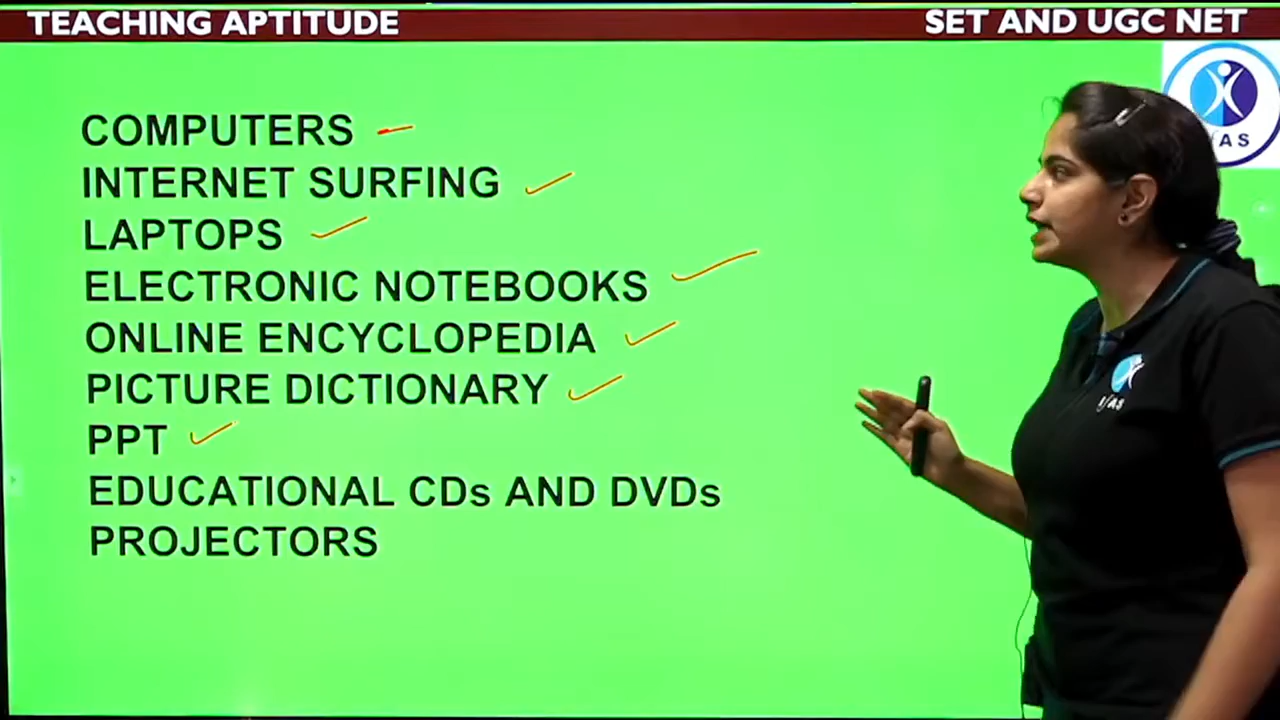 TEACHING APTITUDE
SET AND UGC NET
COMPUTERS
INTERNET SURFING
LAPTOPS
ELECTRONIC NOTEBOOKS
ONLINE ENCYCLOPEDIA
PICTURE DICTIONARY
PPT
EDUCATIONAL CDs AND DVDs
PROJECTORS
IFAS